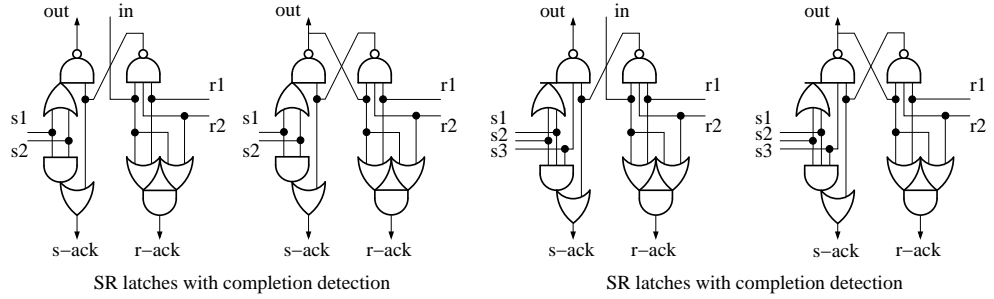 out in out out in out
r1 r1 r1 r1
s1 s1 s1 s1
r2 r2 r2 r2
s2 s2 s2 s2
s3 s3
s−ack r−ack s−ack r−ack s−ack r−ack s−ack r−ack
SR latches with completion detection SR latches with completion detection